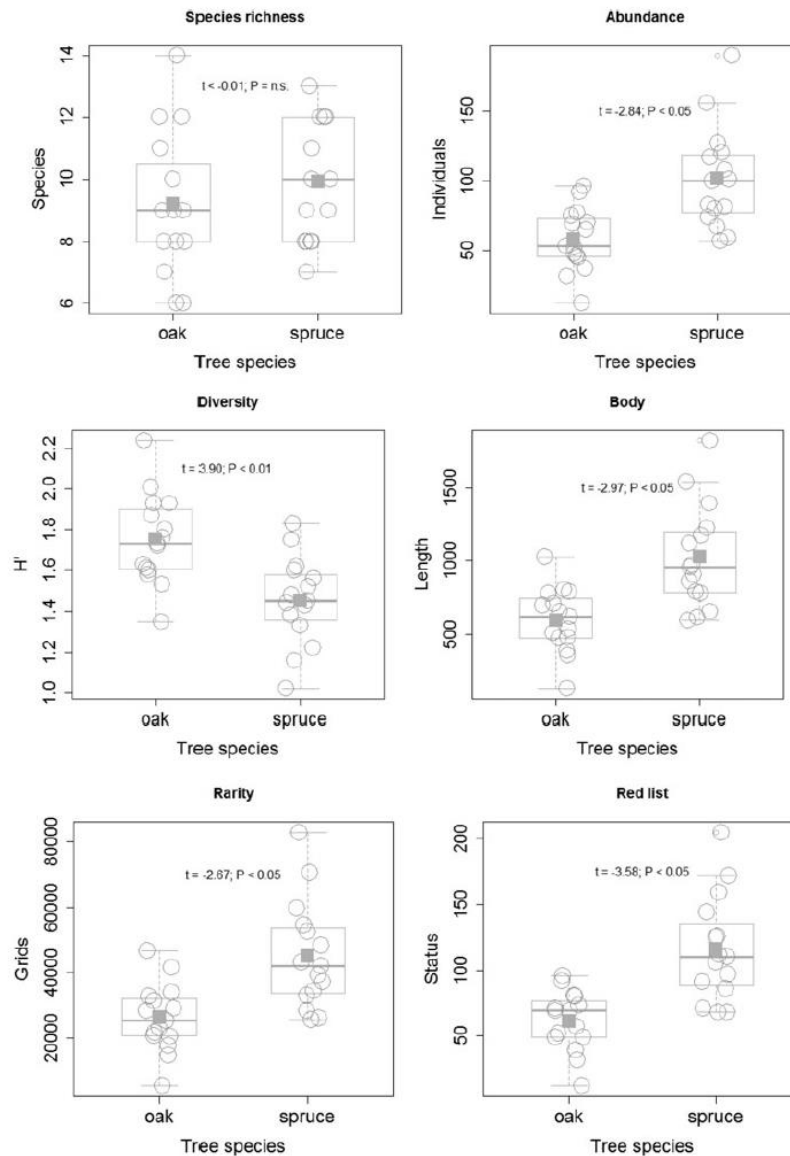 Species richness
Species
14
12
10
8
6
t < -0.01; P = n.s.
oak
spruce
Tree species
Abundance
Individuals
150
100
50
t = -2.84; P < 0.05
oak
spruce
Tree species
Diversity
H'
2.2
2.0
1.8
1.6
1.4
1.2
1.0
t = 3.90; P < 0.01
oak
spruce
Tree species
Body
Length
1500
1000
500
t = -2.97; P < 0.05
oak
spruce
Tree species
Rarity
Grids
80000
60000
40000
20000
t = -2.67; P < 0.05
oak
spruce
Tree species
Red list
Status
200
150
100
50
t = -3.58; P < 0.05
oak
spruce
Tree species